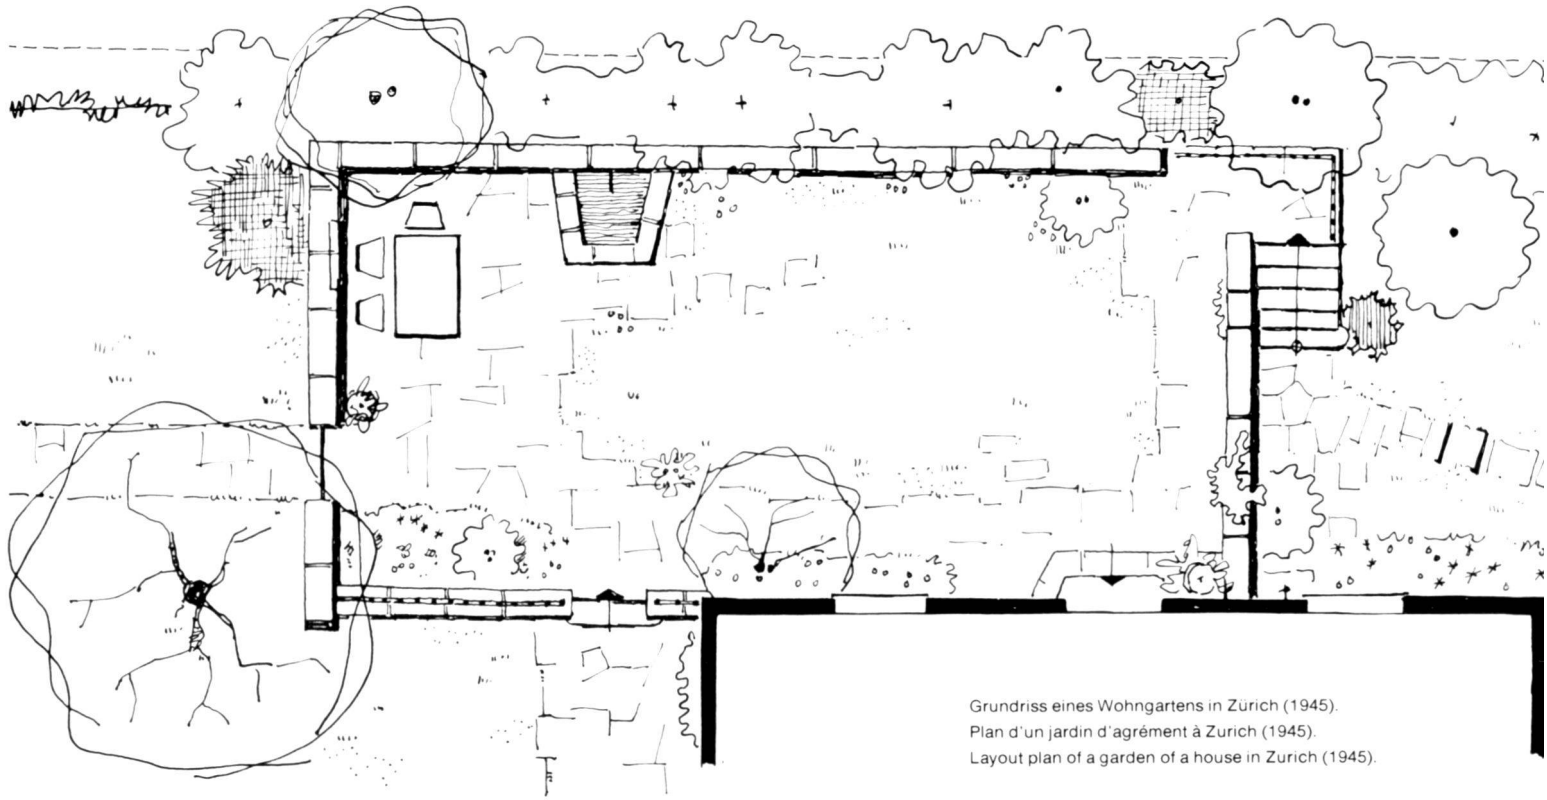 Grundriss eines Wohngartens in Zürich (1945).
Plan d'un jardin d'agrément à Zurich (1945).
Layout plan of a garden of a house in Zurich (1945).